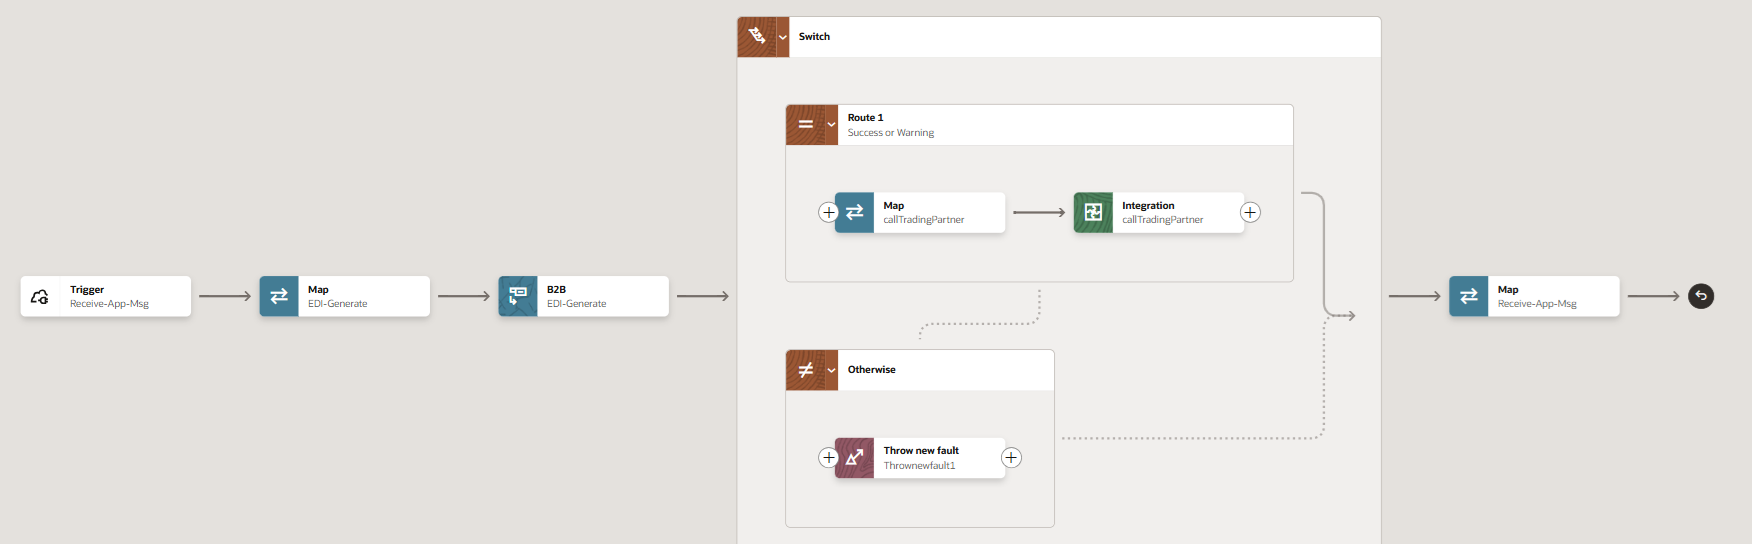 Switch
Route 1
Success or Warning
Map
callTradingPartner
Integration
callTradingPartner
Trigger
Receive-App-Msg
Map
EDI-Generate
B2B
EDI-Generate
Map
Receive-App-Msg
Otherwise
Throw new fault
Thrownewfault1